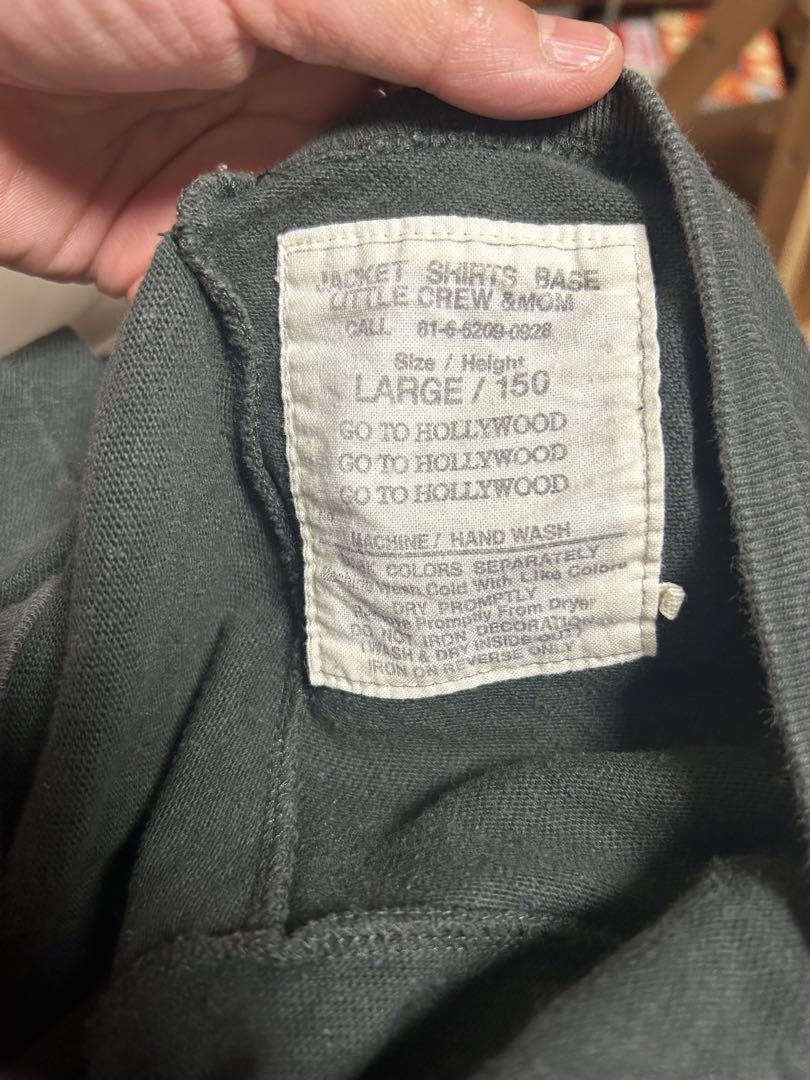 JACKET SHIRTS BASE
LITTLE CREW &MOM
CALL 81-6-6209-0928
Size / Height
LARGE / 150
GO TO HOLLYWOOD
GO TO HOLLYWOOD
GO TO HOLLYWOOD
MACHINE / HAND WASH
COLORS SEPARATELY
Wash Cold With Like Colors
DRY PROMPTLY
Remove Promptly From Dryer
DO NOT IRON DECORATION
(WASH & DRY INSIDE OUT)
IRON ON REVERSE ONLY